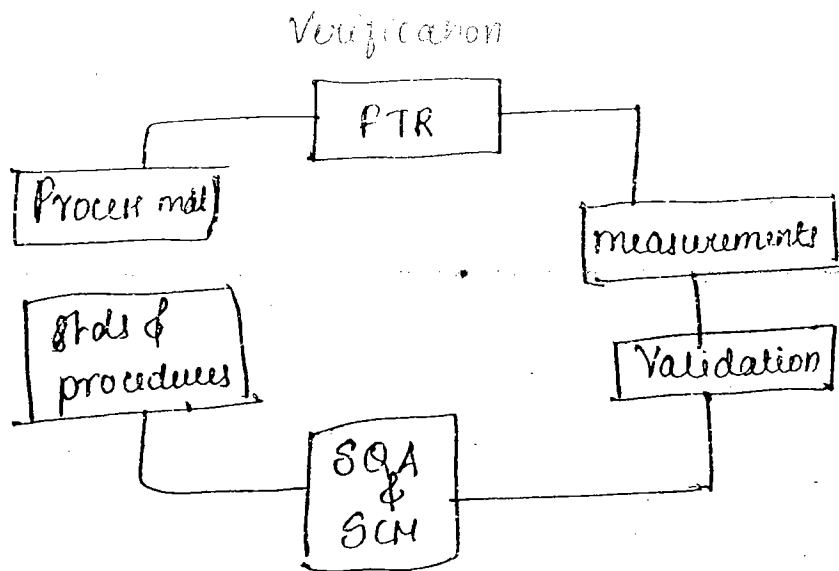 Verification
FTR
Process mdl
measurements
Stds &
procedures
Validation
SQA
&
SCM